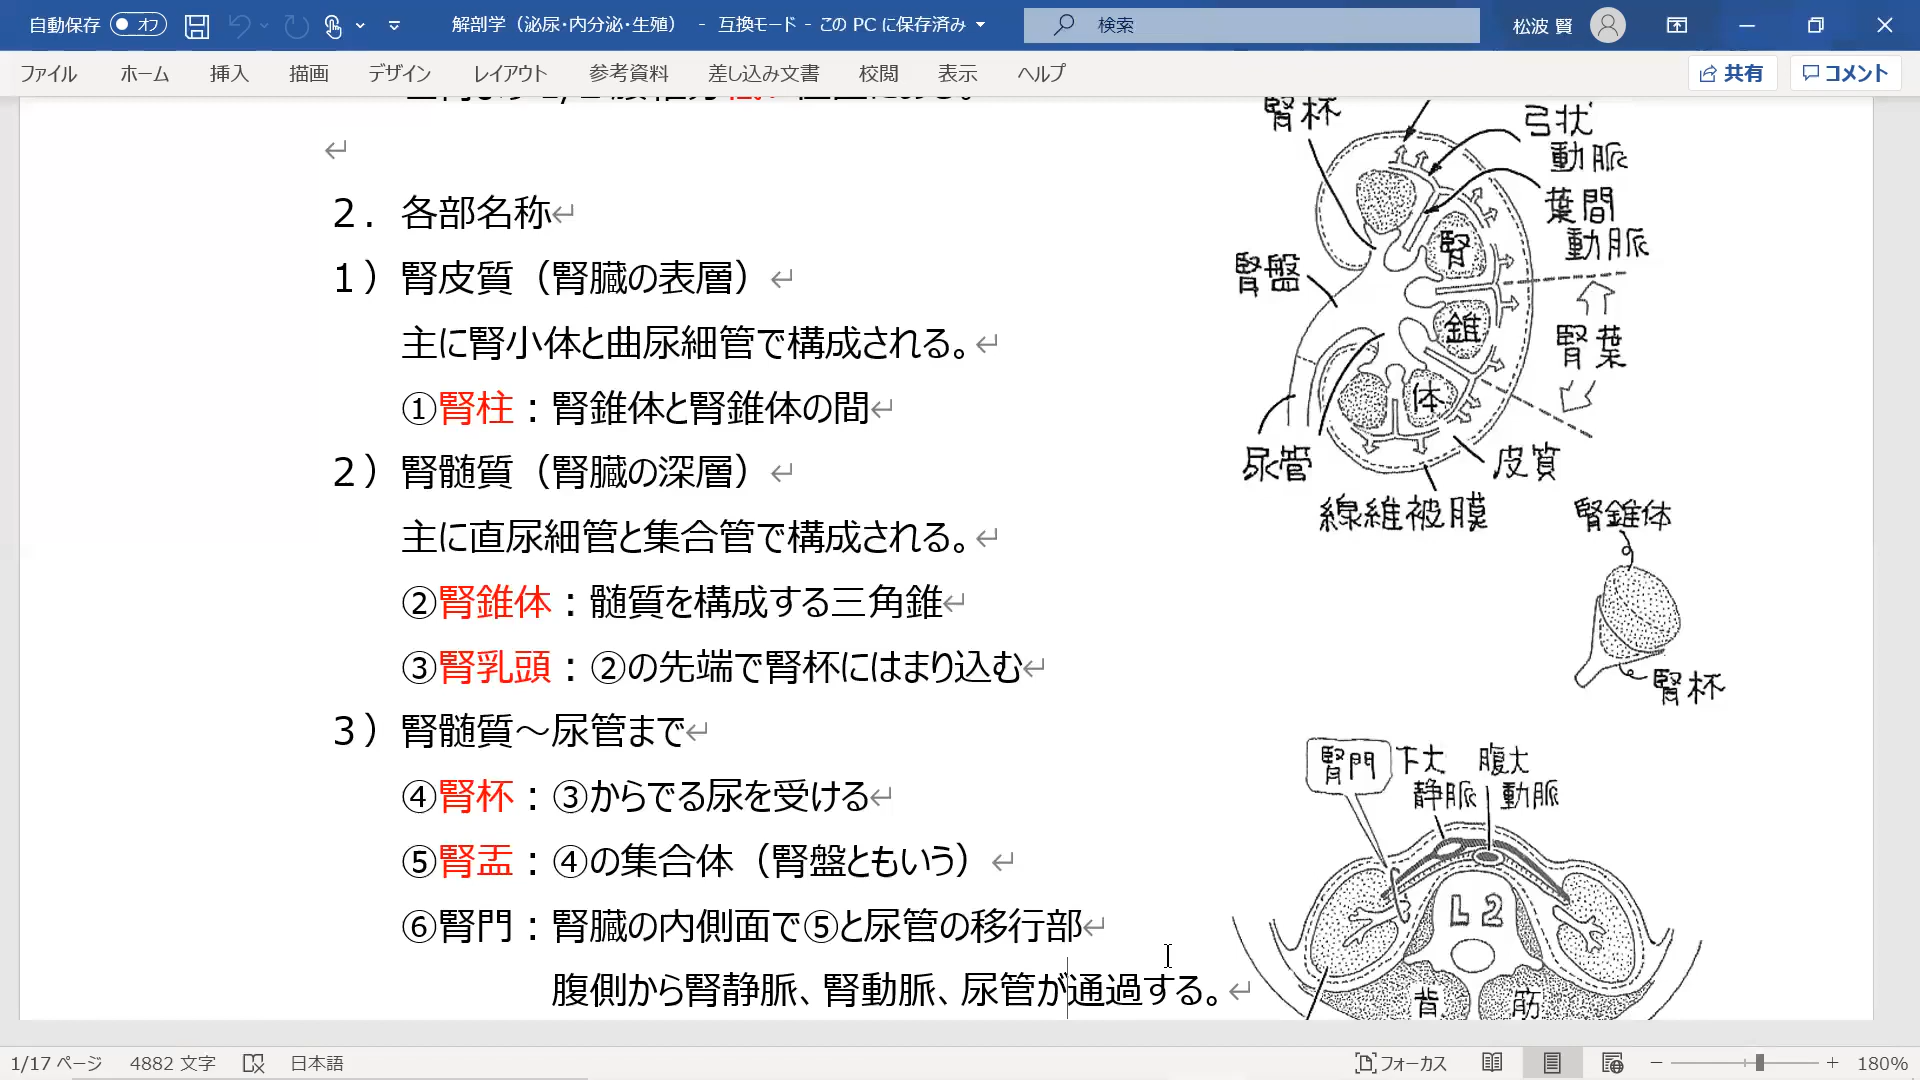 自動保存 オフ
解剖学（泌尿・内分泌・生殖） - 互換モード - この PC に保存済み
検索
松波 賢
ファイル ホーム 挿入 描画 デザイン レイアウト 参考資料 差し込み文書 校閲 表示 ヘルプ
共有 コメント
２．各部名称
１）腎皮質（腎臓の表層）
主に腎小体と曲尿細管で構成される。
①腎柱：腎錐体と腎錐体の間
２）腎髄質（腎臓の深層）
主に直尿細管と集合管で構成される。
②腎錐体：髄質を構成する三角錐
③腎乳頭：②の先端で腎杯にはまり込む
３）腎髄質～尿管まで
④腎杯：③からでる尿を受ける
⑤腎盂：④の集合体（腎盤ともいう）
⑥腎門：腎臓の内側面で⑤と尿管の移行部
腹側から腎静脈、腎動脈、尿管が通過する。
腎杯
弓状
動脈
葉間
動脈
腎盤
腎
錐
体
腎葉
尿管
皮質
線維被膜
腎錐体
腎杯
腎門
下大
静脈
腹大
動脈
L2
背
筋
1/17 ページ 4882 文字 日本語
フォーカス
180%